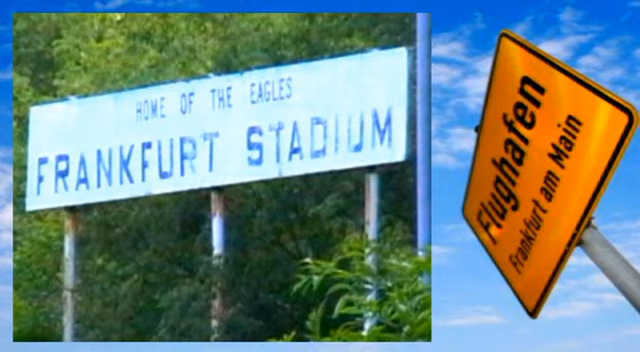 HOME OF THE EAGLES
FRANKFURT STADIUM
Flughafen
Frankfurt am Main